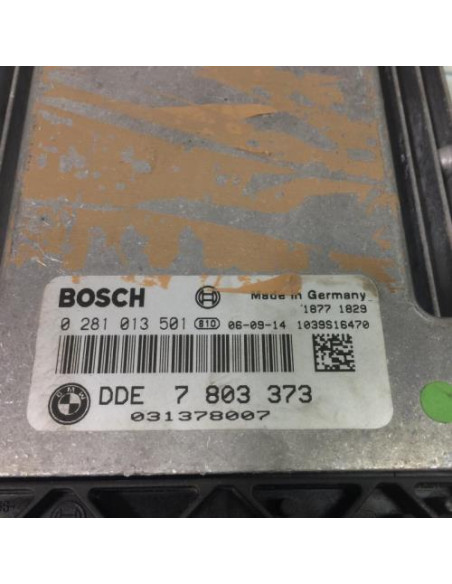 BOSCH Made in Germany
1877 1829
0 281 013 501 810 06-09-14 1039S16470
BMW DDE 7 803 373
031378007